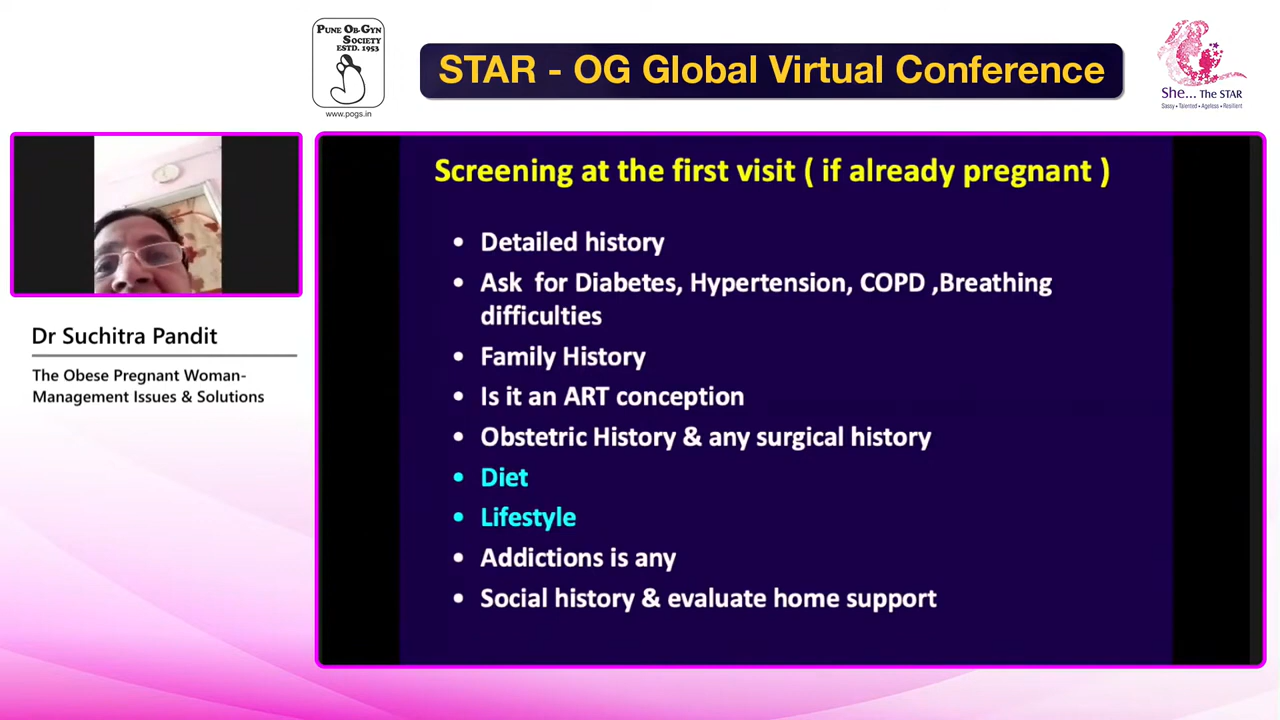 PUNE OB-GYN
SOCIETY
ESTD. 1953
www.pogs.in
STAR - OG Global Virtual Conference
She... THE STAR
Sassy • Talented • Ageless • Resilient
Dr Suchitra Pandit
The Obese Pregnant Woman-
Management Issues & Solutions
Screening at the first visit ( if already pregnant )
• Detailed history
• Ask for Diabetes, Hypertension, COPD ,Breathing
difficulties
• Family History
• Is it an ART conception
• Obstetric History & any surgical history
• Diet
• Lifestyle
• Addictions is any
• Social history & evaluate home support